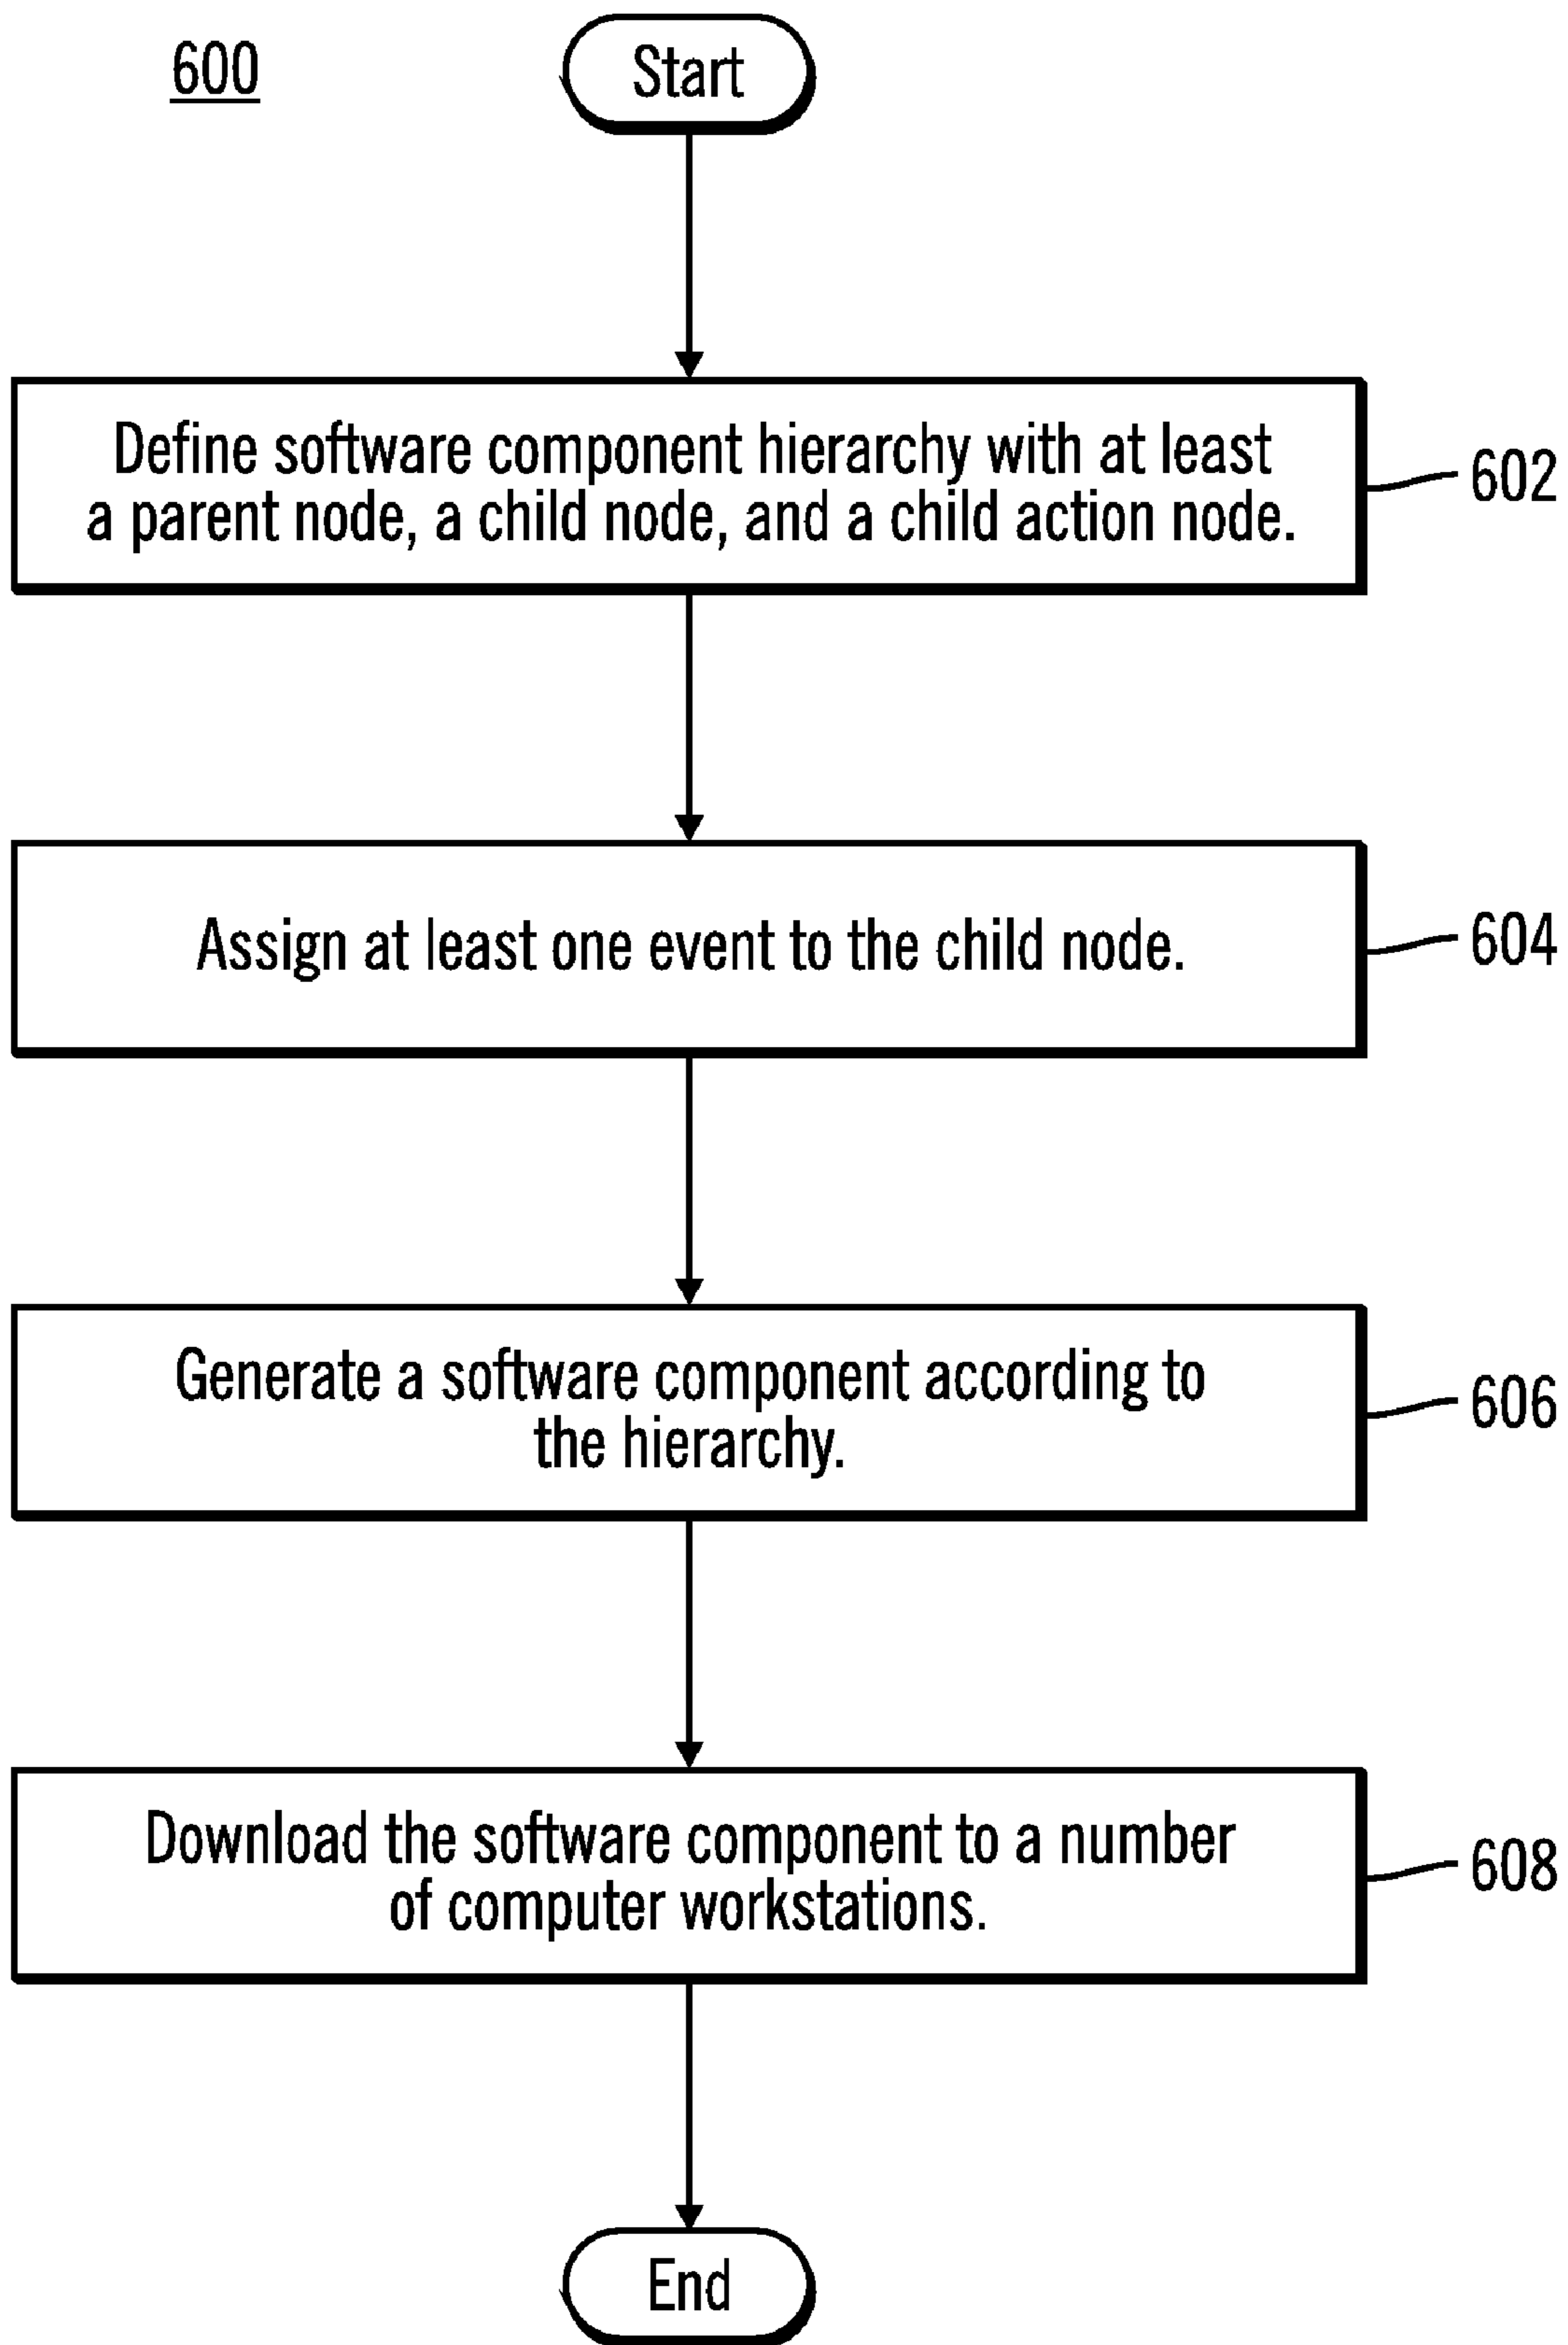 600
Start
Define software component hierarchy with at least
a parent node, a child node, and a child action node.
602
Assign at least one event to the child node.
604
Generate a software component according to
the hierarchy.
606
Download the software component to a number
of computer workstations.
608
End